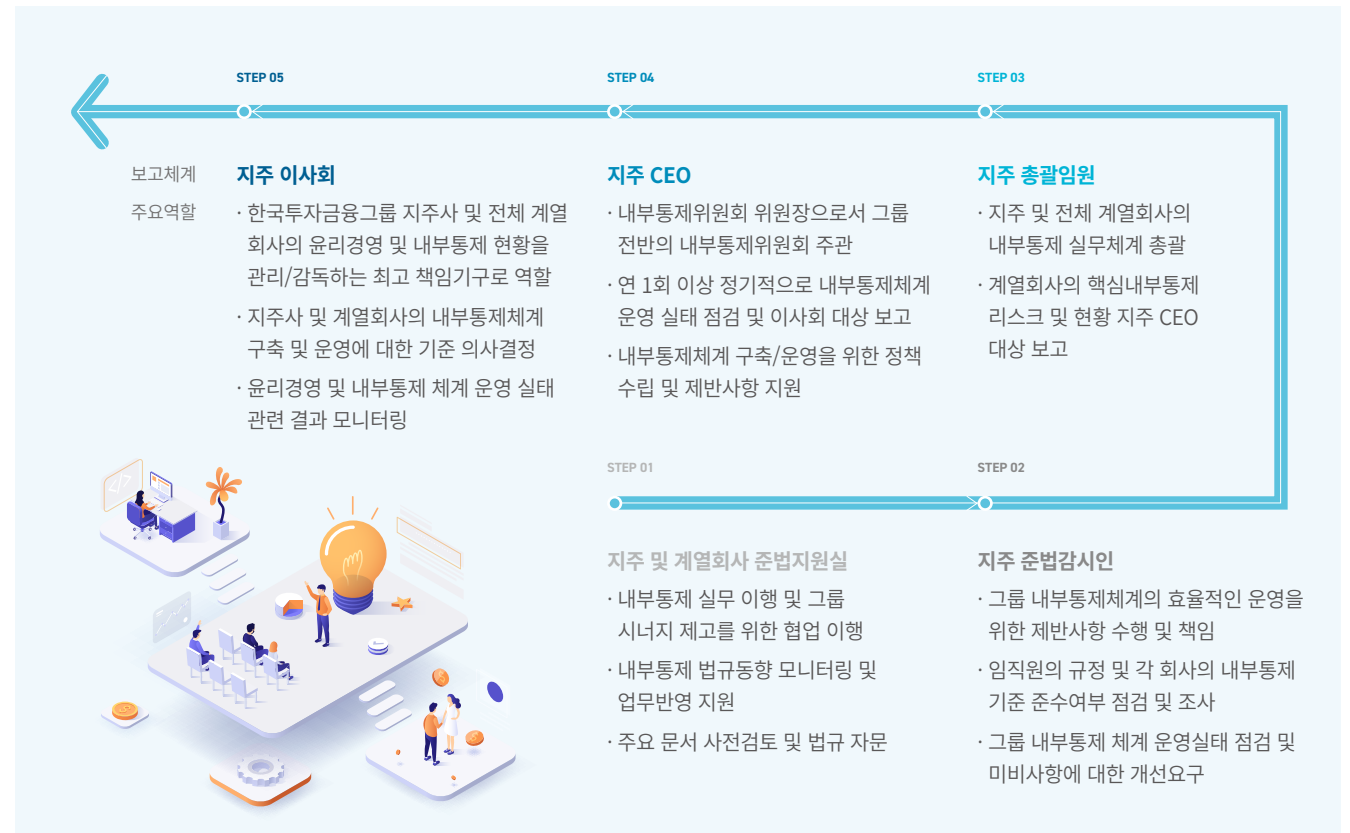 STEP 05
STEP 04
STEP 03
보고체계
주요역할
지주 이사회
· 한국투자금융그룹 지주사 및 전체 계열
회사의 윤리경영 및 내부통제 현황을
관리/감독하는 최고 책임기구로 역할
· 지주사 및 계열회사의 내부통제체계
구축 및 운영에 대한 기준 의사결정
· 윤리경영 및 내부통제 체계 운영 실태
관련 결과 모니터링
지주 CEO
· 내부통제위원회 위원장으로서 그룹
전반의 내부통제위원회 주관
· 연 1회 이상 정기적으로 내부통제체계
운영 실태 점검 및 이사회 대상 보고
· 내부통제체계 구축/운영을 위한 정책
수립 및 제반사항 지원
지주 총괄임원
· 지주 및 전체 계열회사의
내부통제 실무체계 총괄
· 계열회사의 핵심내부통제
리스크 및 현황 지주 CEO
대상 보고
STEP 01
STEP 02
지주 및 계열회사 준법지원실
· 내부통제 실무 이행 및 그룹
시너지 제고를 위한 협업 이행
· 내부통제 법규동향 모니터링 및
업무반영 지원
· 주요 문서 사전검토 및 법규 자문
지주 준법감시인
· 그룹 내부통제체계의 효율적인 운영을
위한 제반사항 수행 및 책임
· 임직원의 규정 및 각 회사의 내부통제
기준 준수여부 점검 및 조사
· 그룹 내부통제 체계 운영실태 점검 및
미비사항에 대한 개선요구